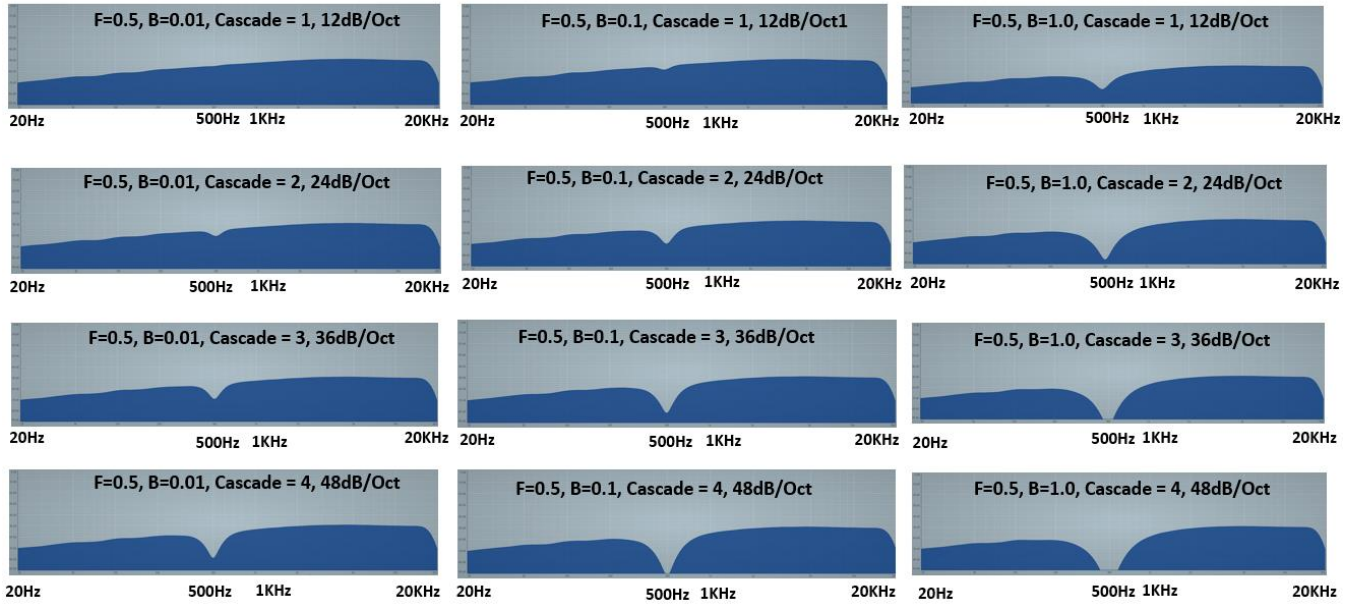 F=0.5, B=0.01, Cascade = 1, 12dB/Oct
20Hz 500Hz 1KHz 20KHz
F=0.5, B=0.1, Cascade = 1, 12dB/Oct1
20Hz 500Hz 1KHz 20KHz
F=0.5, B=1.0, Cascade = 1, 12dB/Oct
20Hz 500Hz 1KHz 20KHz
F=0.5, B=0.01, Cascade = 2, 24dB/Oct
20Hz 500Hz 1KHz 20KHz
F=0.5, B=0.1, Cascade = 2, 24dB/Oct
20Hz 500Hz 1KHz 20KHz
F=0.5, B=1.0, Cascade = 2, 24dB/Oct
20Hz 500Hz 1KHz 20KHz
F=0.5, B=0.01, Cascade = 3, 36dB/Oct
20Hz 500Hz 1KHz 20KHz
F=0.5, B=0.1, Cascade = 3, 36dB/Oct
20Hz 500Hz 1KHz 20KHz
F=0.5, B=1.0, Cascade = 3, 36dB/Oct
20Hz 500Hz 1KHz 20KHz
F=0.5, B=0.01, Cascade = 4, 48dB/Oct
20Hz 500Hz 1KHz 20KHz
F=0.5, B=0.1, Cascade = 4, 48dB/Oct
20Hz 500Hz 1KHz 20KHz
F=0.5, B=1.0, Cascade = 4, 48dB/Oct
20Hz 500Hz 1KHz 20KHz